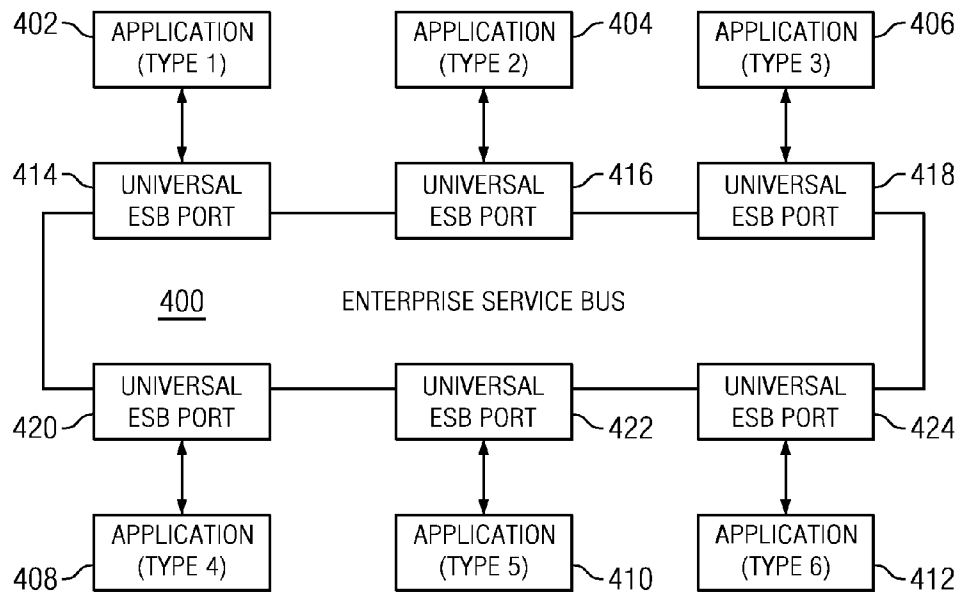 402
APPLICATION
(TYPE 1)
404
APPLICATION
(TYPE 2)
406
APPLICATION
(TYPE 3)
414
UNIVERSAL
ESB PORT
416
UNIVERSAL
ESB PORT
418
UNIVERSAL
ESB PORT
400
ENTERPRISE SERVICE BUS
420
UNIVERSAL
ESB PORT
422
UNIVERSAL
ESB PORT
424
UNIVERSAL
ESB PORT
408
APPLICATION
(TYPE 4)
410
APPLICATION
(TYPE 5)
412
APPLICATION
(TYPE 6)